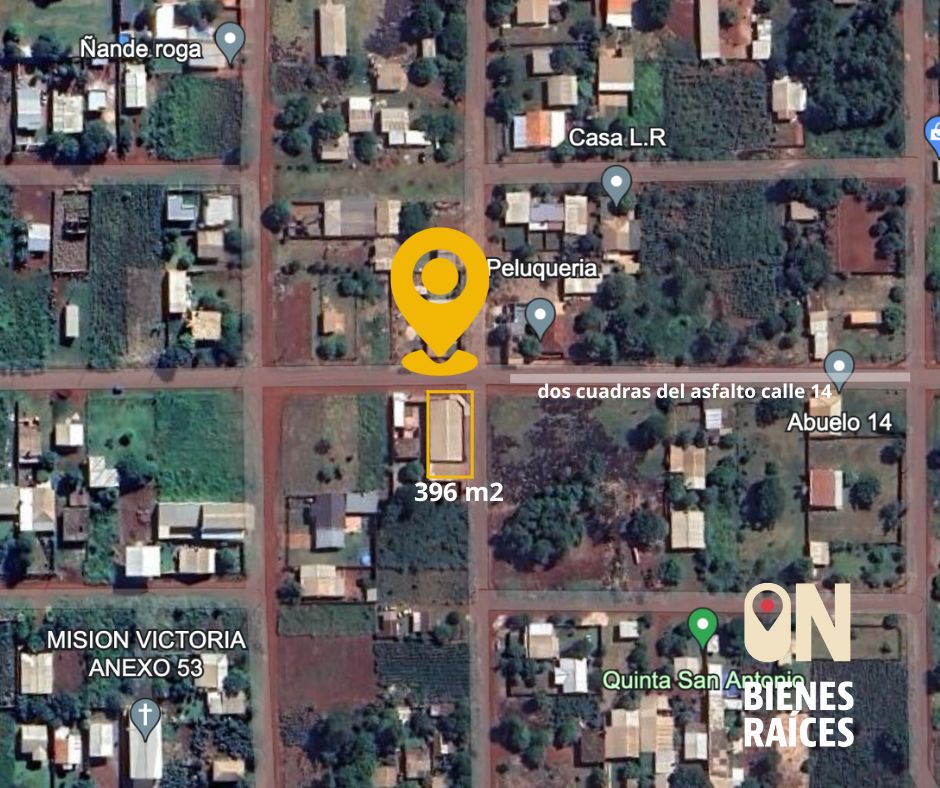 Ñande roga
Casa L.R
Peluqueria
dos cuadras del asfalto calle 14
Abuelo 14
396 m2
MISION VICTORIA
ANEXO 53
Quinta San Antonio
ON
BIENES
RAÍCES